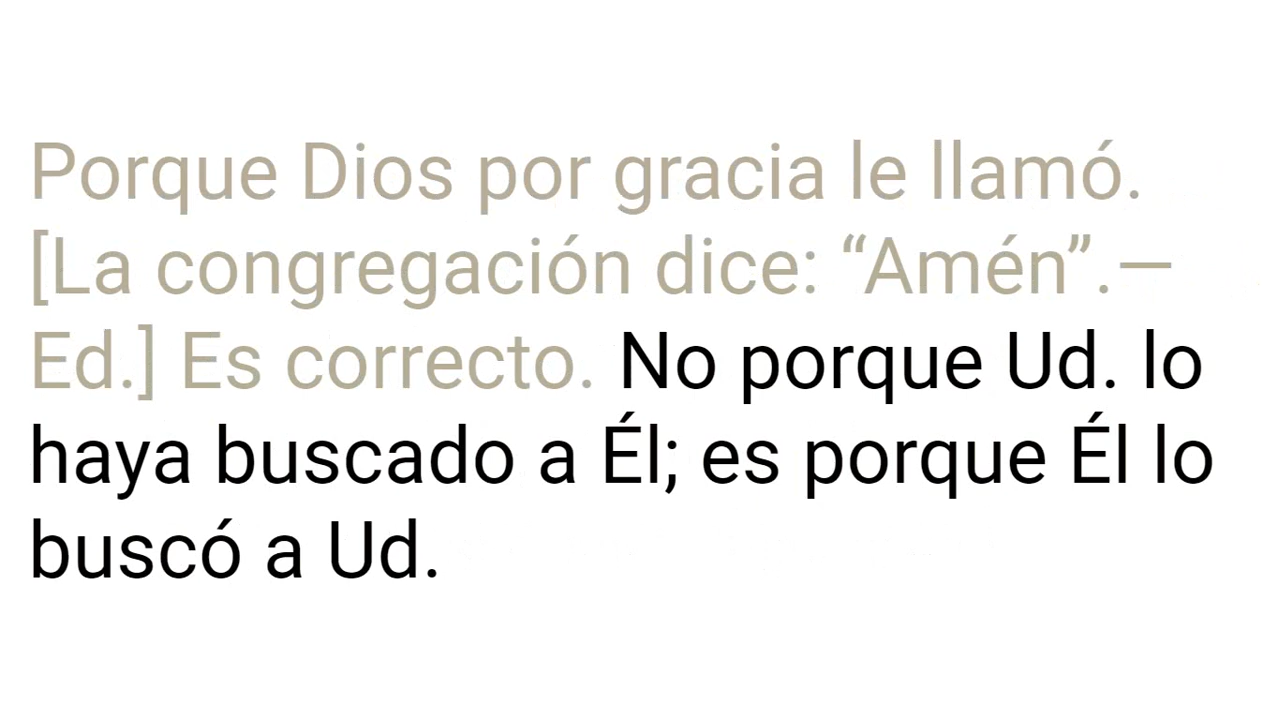 Porque Dios por gracia le llamó.
[La congregación dice: “Amén”.—
Ed.] Es correcto. No porque Ud. lo
haya buscado a Él; es porque Él lo
buscó a Ud.